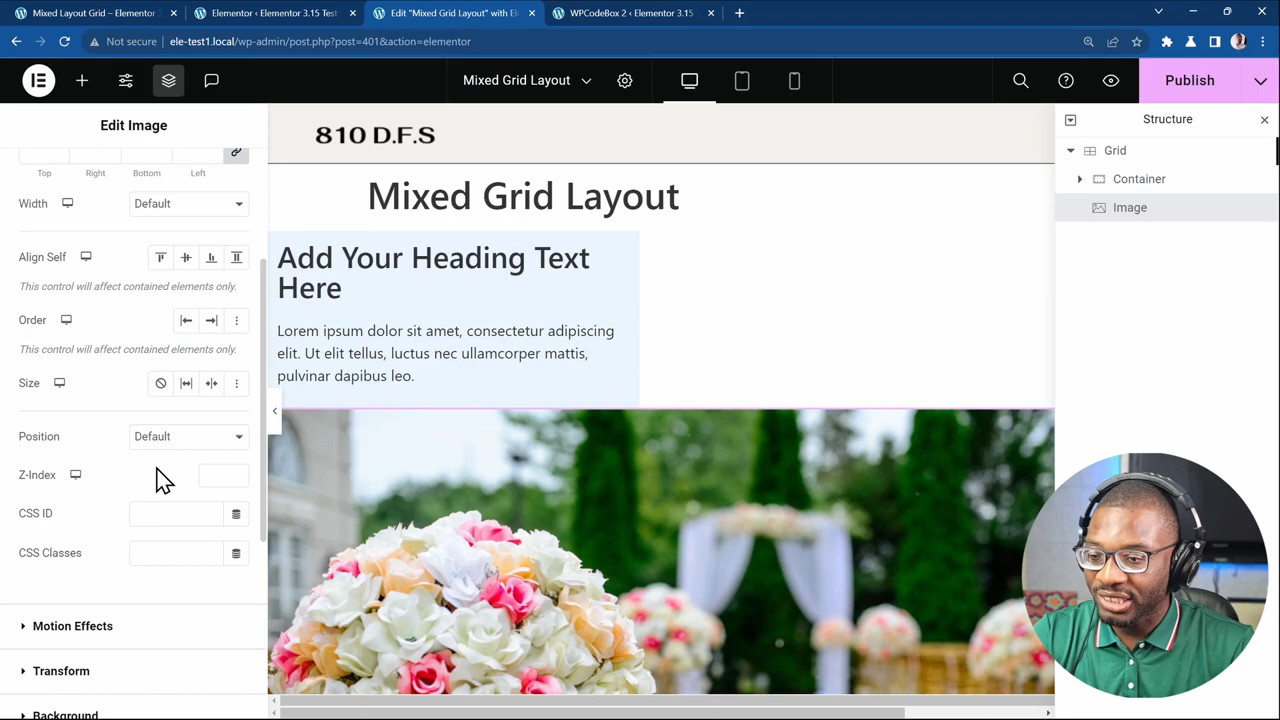 Mixed Layout Grid – Elementor 3
Elementor ‹ Elementor 3.15 Test
Edit "Mixed Grid Layout" with El
WPCodeBox 2 ‹ Elementor 3.15
Not secure
ele-test1.local/wp-admin/post.php?post=401&action=elementor
Mixed Grid Layout
Publish
Edit Image
Top Right Bottom Left
Width
Default
Align Self
This control will affect contained elements only.
Order
This control will affect contained elements only.
Size
Position
Default
Z-Index
CSS ID
CSS Classes
Motion Effects
Transform
Background
810 D.F.S
Mixed Grid Layout
Add Your Heading Text
Here
Lorem ipsum dolor sit amet, consectetur adipiscing
elit. Ut elit tellus, luctus nec ullamcorper mattis,
pulvinar dapibus leo.
Structure
Grid
Container
Image